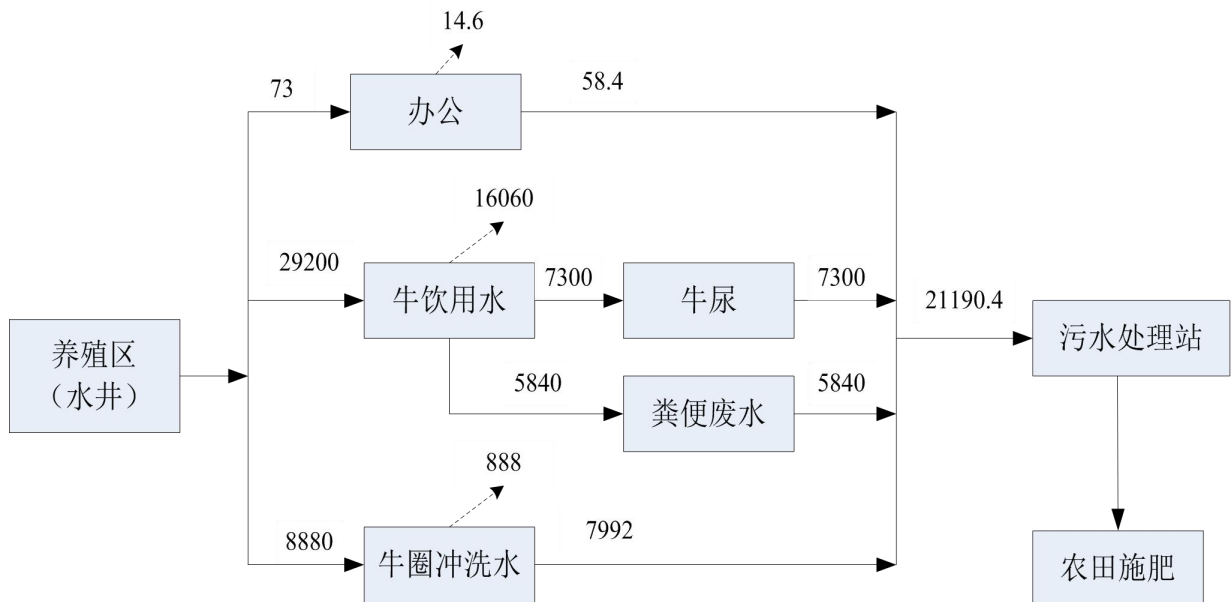 14.6
73
办公
58.4
16060
29200
牛饮用水
7300
牛尿
7300
21190.4
养殖区
（水井）
污水处理站
5840
粪便废水
5840
888
8880
牛圈冲洗水
7992
农田施肥